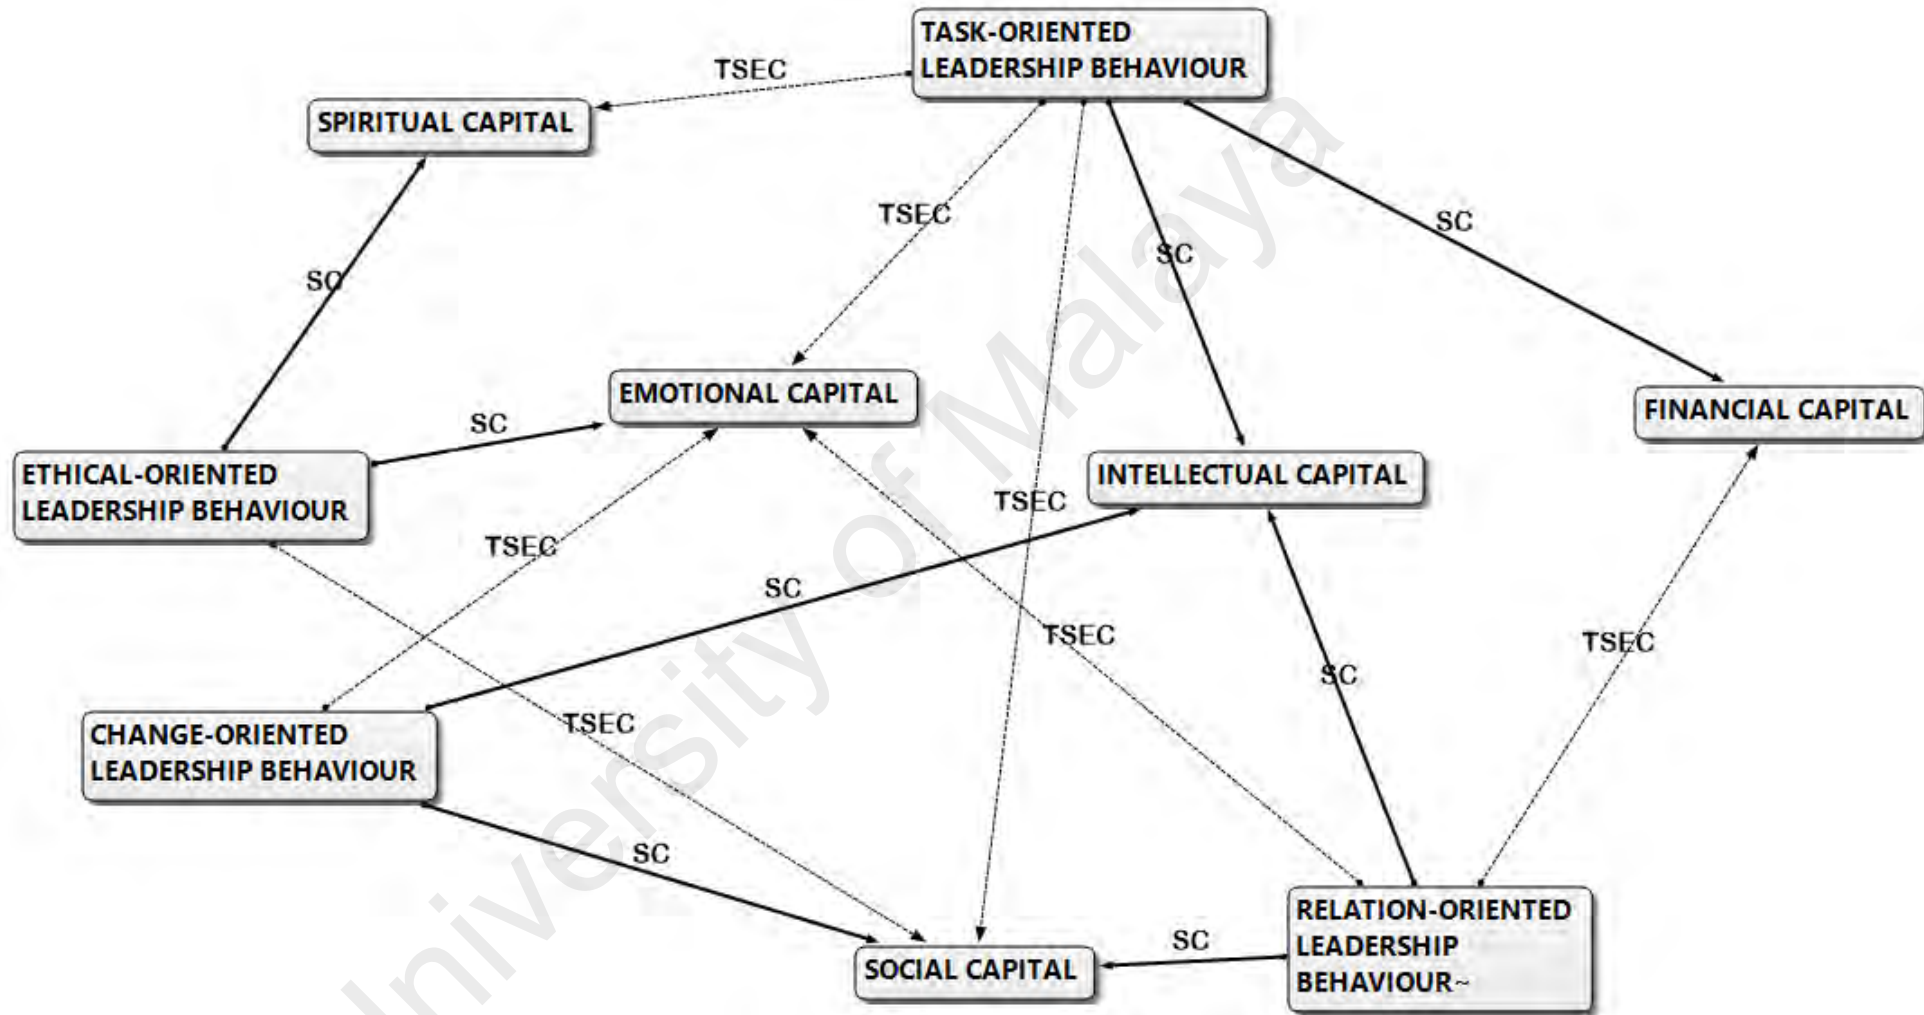 TASK-ORIENTED
LEADERSHIP BEHAVIOUR
TSEC
SPIRITUAL CAPITAL
TSEC
SC
SC
SC
EMOTIONAL CAPITAL
FINANCIAL CAPITAL
SC
ETHICAL-ORIENTED
LEADERSHIP BEHAVIOUR
INTELLECTUAL CAPITAL
TSEC
TSEC
SC
TSEC
TSEC
SC
TSEC
CHANGE-ORIENTED
LEADERSHIP BEHAVIOUR
SC
RELATION-ORIENTED
LEADERSHIP
BEHAVIOUR~
SC
SOCIAL CAPITAL
University of Malaya